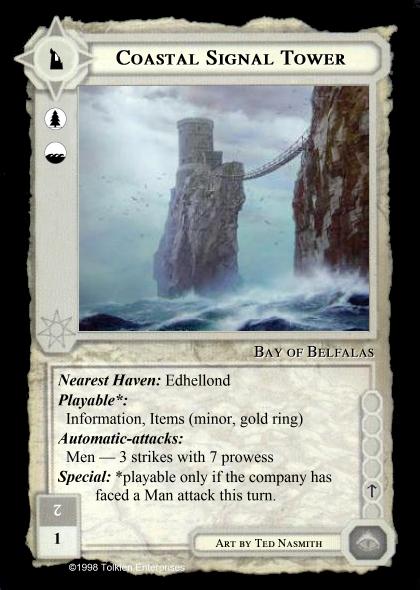 COASTAL SIGNAL TOWER
BAY OF BELFALAS
Nearest Haven: Edhellond
Playable*:
Information, Items (minor, gold ring)
Automatic-attacks:
Men — 3 strikes with 7 prowess
Special: *playable only if the company has
faced a Man attack this turn.
2
1
ART BY TED NASMITH
©1998 Tolkien Enterprises